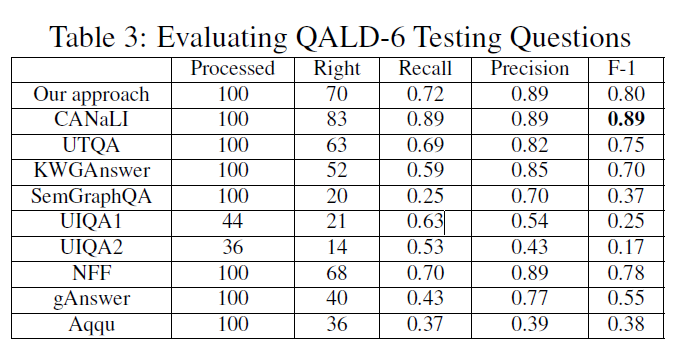 Table 3: Evaluating QALD-6 Testing Questions
Processed Right Recall Precision F-1
Our approach 100 70 0.72 0.89 0.80
CANaLI 100 83 0.89 0.89 0.89
UTQA 100 63 0.69 0.82 0.75
KWGAnswer 100 52 0.59 0.85 0.70
SemGraphQA 100 20 0.25 0.70 0.37
UIQA1 44 21 0.63 0.54 0.25
UIQA2 36 14 0.53 0.43 0.17
NFF 100 68 0.70 0.89 0.78
gAnswer 100 40 0.43 0.77 0.55
Aqqu 100 36 0.37 0.39 0.38